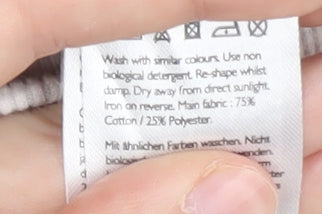 Wash with similar colours. Use non
biological detergent. Re-shape whilst
damp. Dry away from direct sunlight.
Iron on reverse. Main fabric : 75%
Cotton / 25% Polyester.
Mit ähnlichen Farben waschen. Nicht